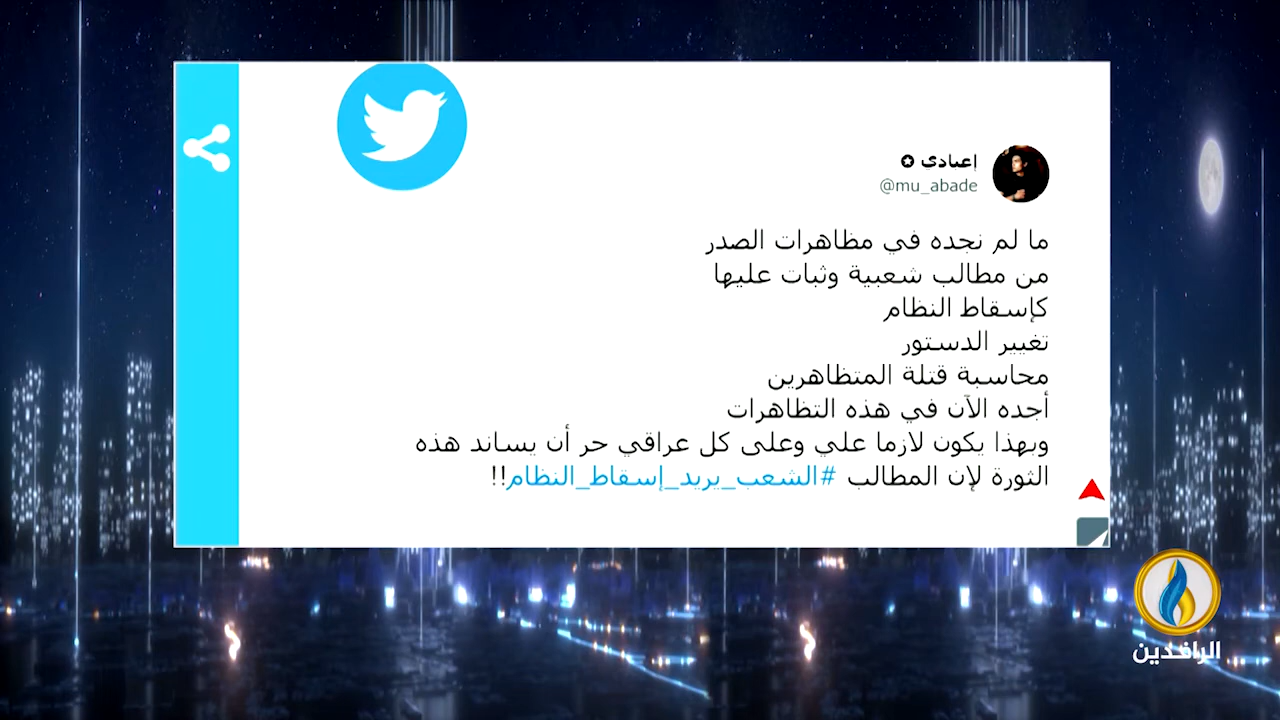 إعبادي ✪
@mu_abade
ما لم نجده في مظاهرات الصدر
من مطالب شعبية وثبات عليها
كإسقاط النظام
تغيير الدستور
محاسبة قتلة المتظاهرين
أجده الآن في هذه التظاهرات
وبهذا يكون لازما علي وعلى كل عراقي حر أن يساند هذه
الثورة لإن المطالب #الشعب_يريد_إسقاط_النظام!!
الرافدين